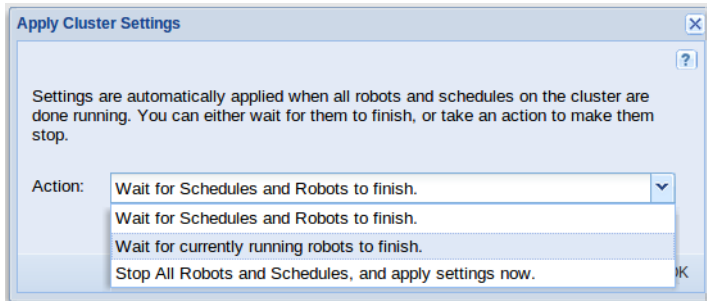 Apply Cluster Settings
?
Settings are automatically applied when all robots and schedules on the cluster are
done running. You can either wait for them to finish, or take an action to make them
stop.
Action: Wait for Schedules and Robots to finish.
Wait for Schedules and Robots to finish.
Wait for currently running robots to finish.
Stop All Robots and Schedules, and apply settings now.